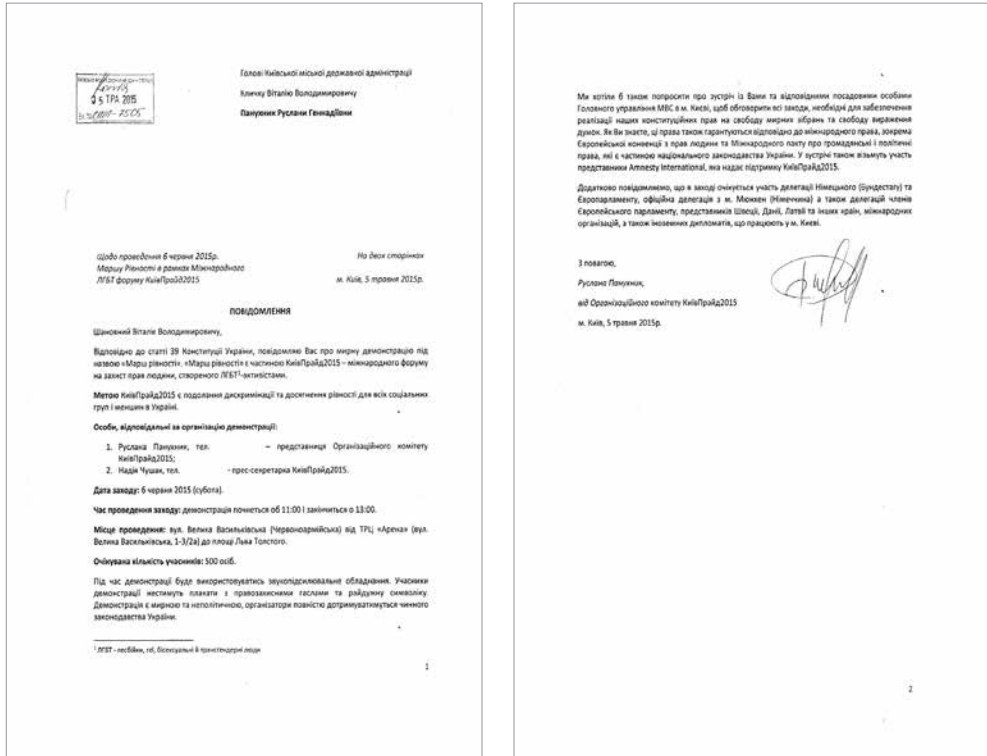 05 ТРА 2015
Голові Київської міської державної адміністрації
Кличку Віталію Володимировичу
Панухник Руслани Геннадіївни
Щодо проведення 6 червня 2015р.
Маршу Рівності в рамках Міжнародного
ЛГБТ форуму КиївПрайд2015
На двох сторінках
м. Київ, 5 травня 2015р.
ПОВІДОМЛЕННЯ
Шановний Віталіє Володимировичу,
Відповідно до статті 39 Конституції України, повідомляю Вас про мирну демонстрацію під
назвою «Марш рівності». «Марш рівності» є частиною КиївПрайд2015 – міжнародного форуму
на захист прав людини, створеного ЛГБТ¹-активістами.
Метою КиївПрайд2015 є подолання дискримінації та досягнення рівності для всіх соціальних
груп і меншин в Україні.
Особи, відповідальні за організацію демонстрації:
1. Руслана Панухник, тел. – представниця Організаційного комітету
КиївПрайд2015;
2. Надія Чушак, тел. - прес-секретарка КиївПрайд2015.
Дата заходу: 6 червня 2015 (субота).
Час проведення заходу: демонстрація почнеться об 11:00 і закінчиться о 13:00.
Місце проведення: вул. Велика Васильківська (Червоноармійська) від ТРЦ «Арена» (вул.
Велика Васильківська, 1-3/2а) до площі Льва Толстого.
Очікувана кількість учасників: 500 осіб.
Під час демонстрації буде використовуватись звукопідсилювальне обладнання. Учасники
демонстрації нестимуть плакати з правозахисними гаслами та райдужну символіку.
Демонстрація є мирною та неполітичною, організатори повністю дотримуватимуться чинного
законодавства України.
¹ ЛГБТ - лесбійки, геї, бісексуальні й трансгендерні люди
1
Ми хотіли б також попросити про зустріч із Вами та відповідними посадовими особами
Головного управління МВС в м. Києві, щоб обговорити всі заходи, необхідні для забезпечення
реалізації наших конституційних прав на свободу мирних зібрань та свободу вираження
думок. Як Ви знаєте, ці права також гарантуються відповідно до міжнародного права, зокрема
Європейської конвенції з прав людини та Міжнародного пакту про громадянські і політичні
права, які є частиною національного законодавства України. У зустрічі також візьмуть участь
представники Amnesty International, яка надає підтримку КиївПрайд2015.
Додатково повідомляємо, що в заході очікується участь делегації Німецького (Бундестагу) та
Європарламенту, офіційна делегація з м. Мюнхен (Німеччина) а також делегацій членів
Європейського парламенту, представників Швеції, Данії, Латвії та інших країн, міжнародних
організацій, а також іноземних дипломатів, що працюють у м. Києві.
З повагою,
Руслана Панухник,
від Організаційного комітету КиївПрайд2015
м. Київ, 5 травня 2015р.
2